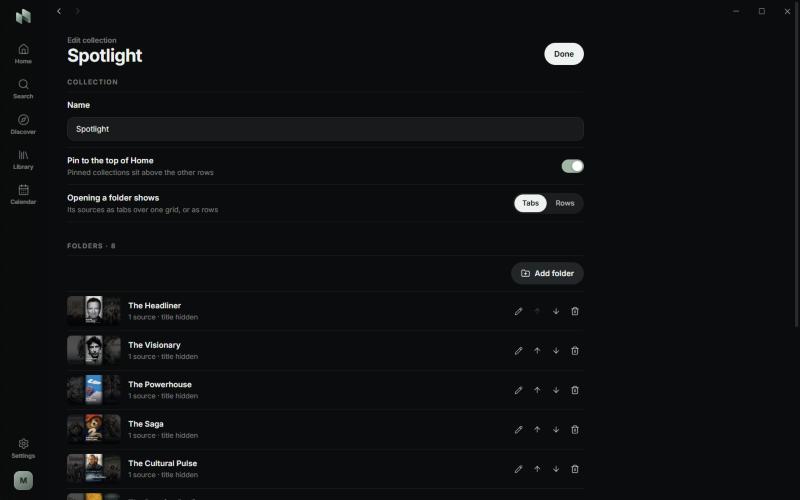 Edit collection
Spotlight
Done
COLLECTION
Name
Spotlight
Pin to the top of Home
Pinned collections sit above the other rows
Opening a folder shows
Its sources as tabs over one grid, or as rows
Tabs
Rows
FOLDERS · 8
Add folder
The Headliner
1 source · title hidden
The Visionary
1 source · title hidden
The Powerhouse
1 source · title hidden
The Saga
1 source · title hidden
The Cultural Pulse
1 source · title hidden
Home
Search
Discover
Library
Calendar
Settings
M